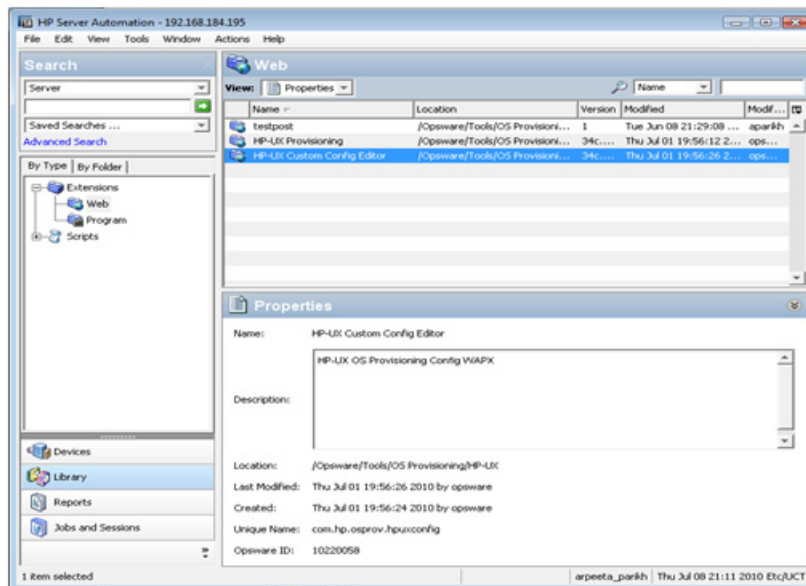 HP Server Automation - 192.168.184.195
File Edit View Tools Window Actions Help
Search
Server
Saved Searches ...
Advanced Search
By Type By Folder
Extensions
Web
Program
Scripts
Devices
Library
Reports
Jobs and Sessions
Web
View: Properties
Name
Name Location Version Modified Modif...
testpost /Opsware/Tools/OS Provisioni... 1 Tue Jun 08 21:29:08 ... aparikh
HP-UX Provisioning /Opsware/Tools/OS Provisioni... 34c.... Thu Jul 01 19:56:12 2... ops...
HP-UX Custom Config Editor /Opsware/Tools/OS Provisioni... 34c.... Thu Jul 01 19:56:26 2... ops...
Properties
Name: HP-UX Custom Config Editor
Description: HP-UX OS Provisioning Config WAPX
Location: /Opsware/Tools/OS Provisioning/HP-UX
Last Modified: Thu Jul 01 19:56:26 2010 by opsware
Created: Thu Jul 01 19:56:24 2010 by opsware
Unique Name: com.hp.osprov.hpuxconfig
Opsware ID: 10220058
1 item selected
arpeeta_parikh Thu Jul 08 21:11 2010 Etc/UCT